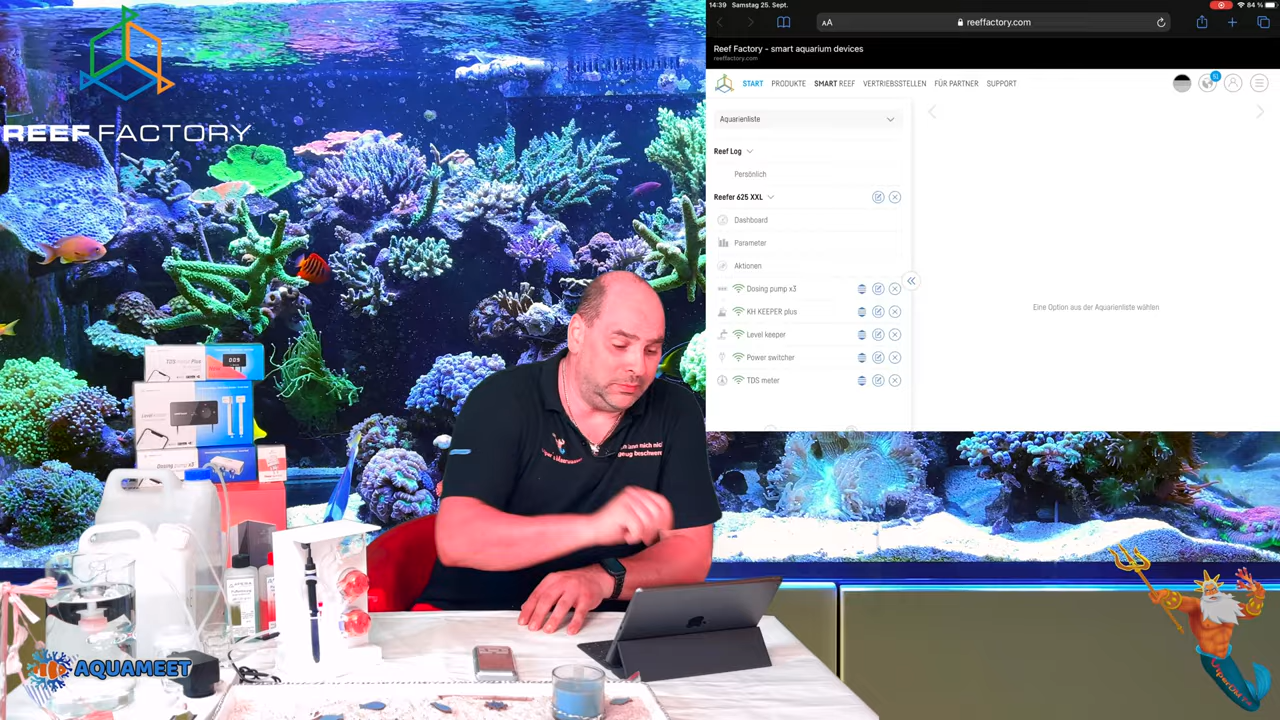 14:39 Samstag 25. Sept.
84 %
AA
reeffactory.com
Reef Factory - smart aquarium devices
reeffactory.com
START PRODUKTE SMART REEF VERTRIEBSSTELLEN FÜR PARTNER SUPPORT
51
Aquarienliste
Reef Log
Persönlich
Reefer 625 XXL
Dashboard
Parameter
Aktionen
Dosing pump x3
KH KEEPER plus
Level keeper
Power switcher
TDS meter
Eine Option aus der Aquarienliste wählen
REEF FACTORY
009
Dosing pump x3
AQUAMEET